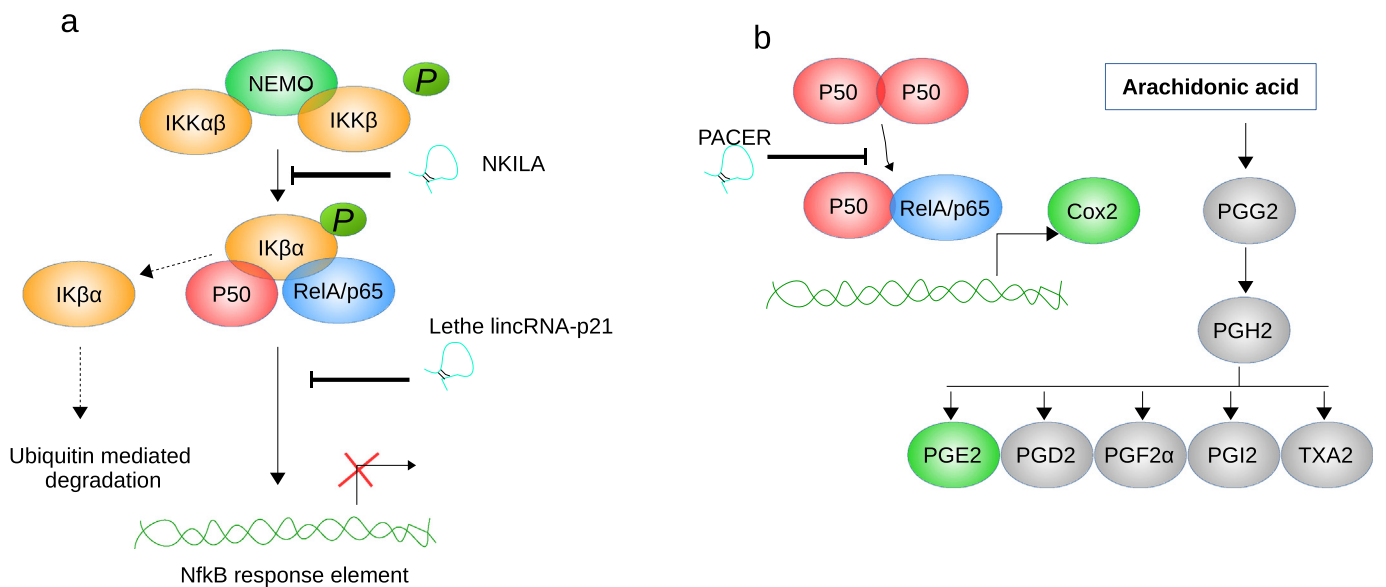 a
NEMO
P
IKKαβ
IKKβ
NKILA
P
IKβα
IKβα
P50
RelA/p65
Lethe lincRNA-p21
Ubiquitin mediated
degradation
NfkB response element
b
P50
P50
Arachidonic acid
PACER
P50
RelA/p65
Cox2
PGG2
PGH2
PGE2
PGD2
PGF2α
PGI2
TXA2